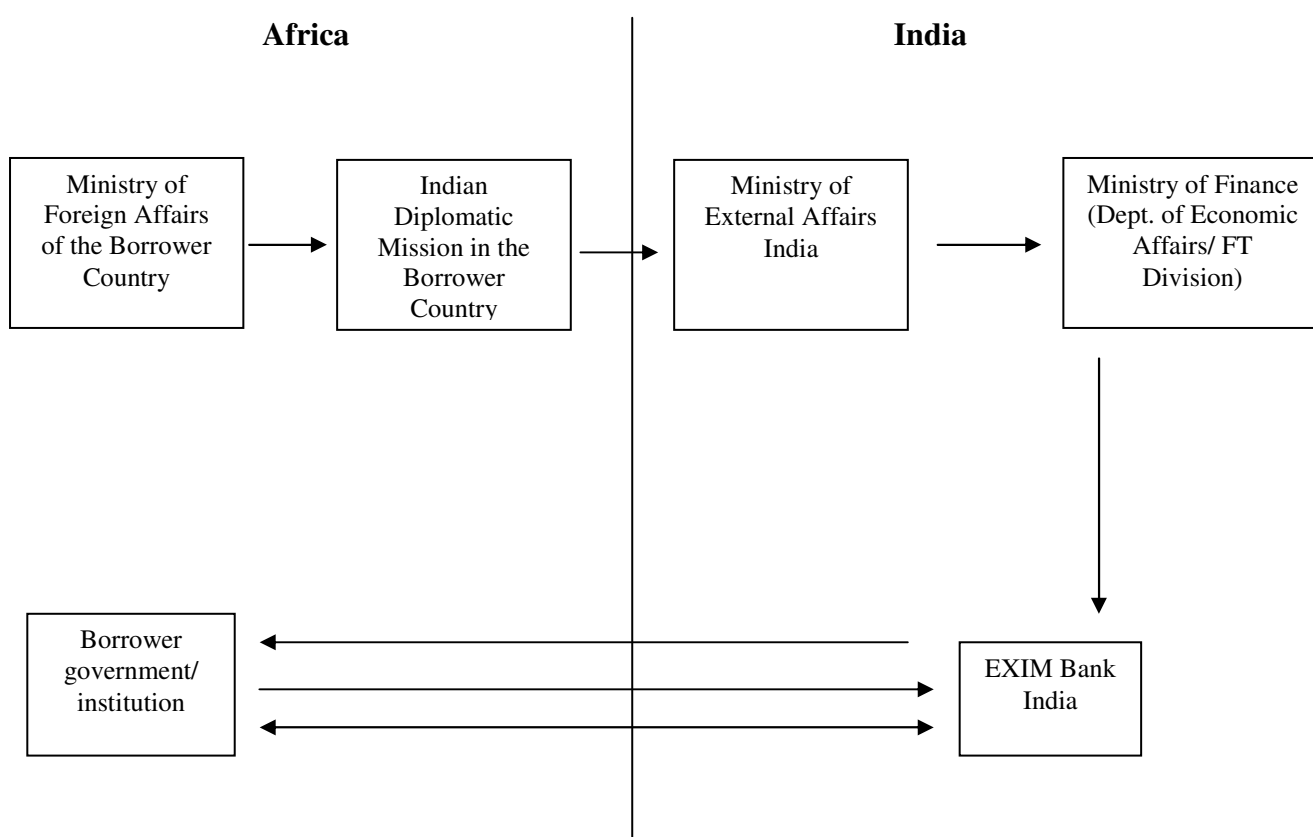 Africa
India
Ministry of
Foreign Affairs
of the Borrower
Country
Indian
Diplomatic
Mission in the
Borrower
Country
Ministry of
External Affairs
India
Ministry of Finance
(Dept. of Economic
Affairs/ FT
Division)
Borrower
government/
institution
EXIM Bank
India